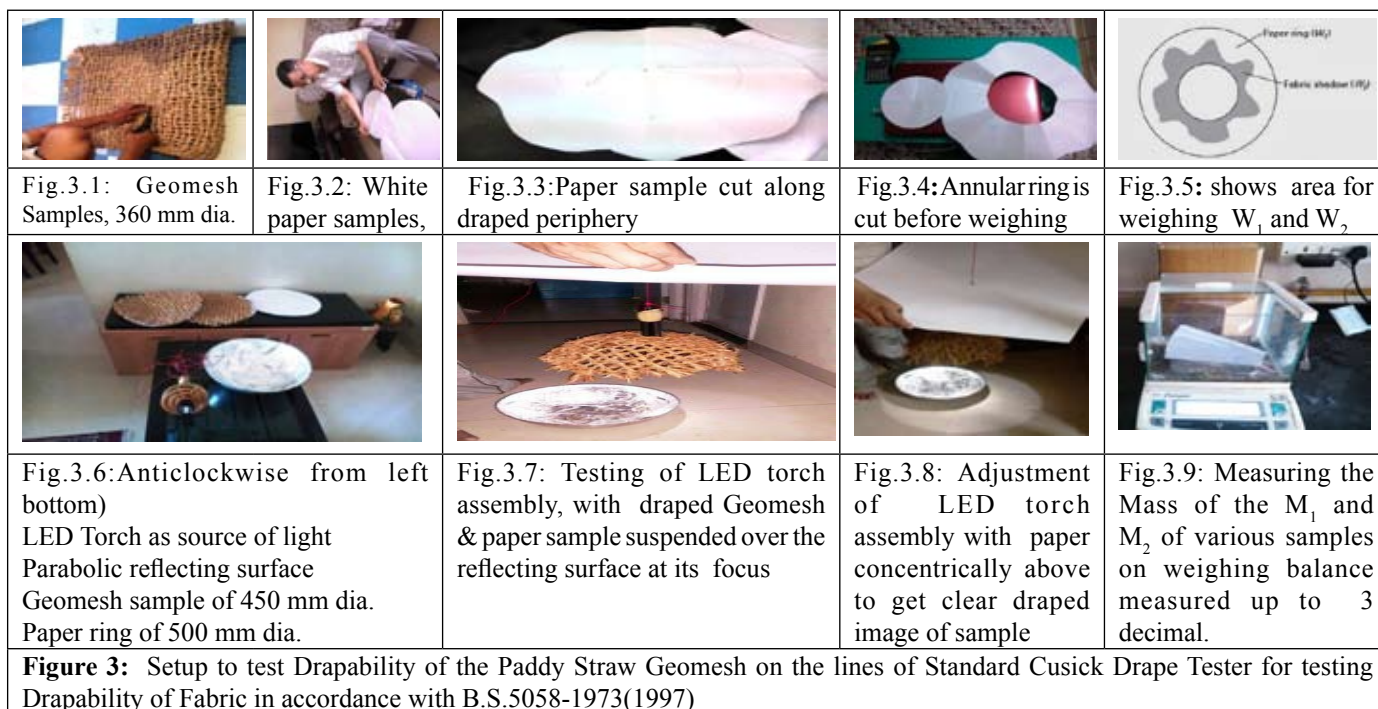 Paper ring (W₁)
Fabric shadow (W₂)
Fig.3.1: Geomesh
Samples, 360 mm dia.
Fig.3.2: White
paper samples,
Fig.3.3:Paper sample cut along
draped periphery
Fig.3.4:Annular ring is
cut before weighing
Fig.3.5: shows area for
weighing W₁ and W₂
Fig.3.6:Anticlockwise from left
bottom)
LED Torch as source of light
Parabolic reflecting surface
Geomesh sample of 450 mm dia.
Paper ring of 500 mm dia.
Fig.3.7: Testing of LED torch
assembly, with draped Geomesh
& paper sample suspended over the
reflecting surface at its focus
Fig.3.8: Adjustment
of LED torch
assembly with paper
concentrically above
to get clear draped
image of sample
Fig.3.9: Measuring the
Mass of the M₁ and
M₂ of various samples
on weighing balance
measured up to 3
decimal.
Figure 3: Setup to test Drapability of the Paddy Straw Geomesh on the lines of Standard Cusick Drape Tester for testing
Drapability of Fabric in accordance with B.S.5058-1973(1997)